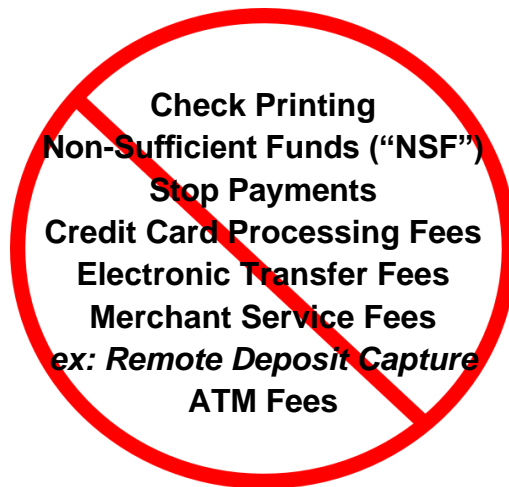 Check Printing
Non-Sufficient Funds (“NSF”)
Stop Payments
Credit Card Processing Fees
Electronic Transfer Fees
Merchant Service Fees
ex: Remote Deposit Capture
ATM Fees